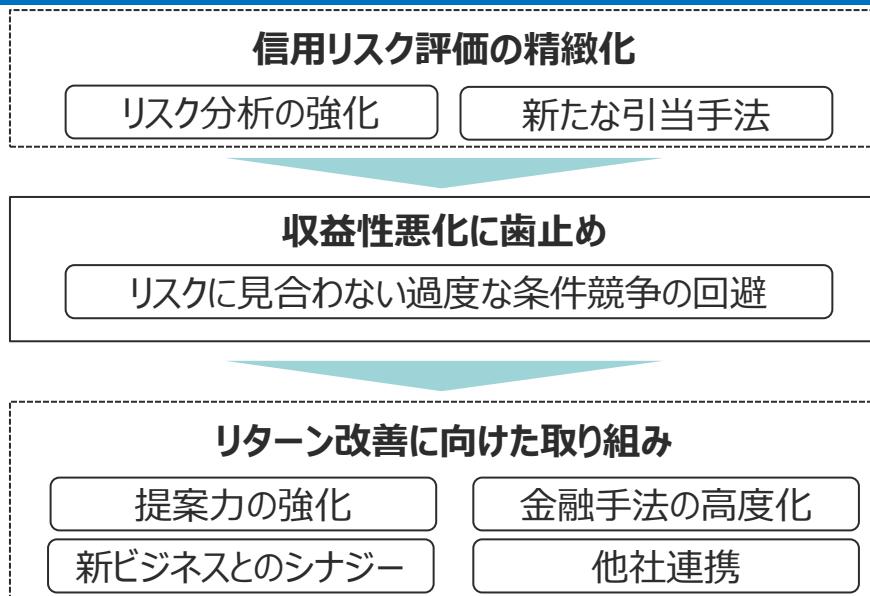 信用リスク評価の精緻化
リスク分析の強化
新たな引当手法
収益性悪化に歯止め
リスクに見合わない過度な条件競争の回避
リターン改善に向けた取り組み
提案力の強化
金融手法の高度化
新ビジネスとのシナジー
他社連携